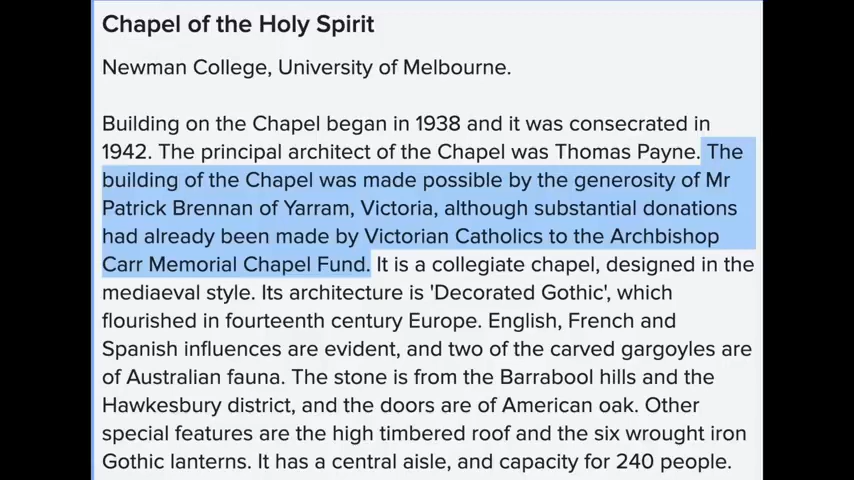 Chapel of the Holy Spirit
Newman College, University of Melbourne.
Building on the Chapel began in 1938 and it was consecrated in
1942. The principal architect of the Chapel was Thomas Payne. The
building of the Chapel was made possible by the generosity of Mr
Patrick Brennan of Yarram, Victoria, although substantial donations
had already been made by Victorian Catholics to the Archbishop
Carr Memorial Chapel Fund. It is a collegiate chapel, designed in the
mediaeval style. Its architecture is 'Decorated Gothic', which
flourished in fourteenth century Europe. English, French and
Spanish influences are evident, and two of the carved gargoyles are
of Australian fauna. The stone is from the Barrabool hills and the
Hawkesbury district, and the doors are of American oak. Other
special features are the high timbered roof and the six wrought iron
Gothic lanterns. It has a central aisle, and capacity for 240 people.